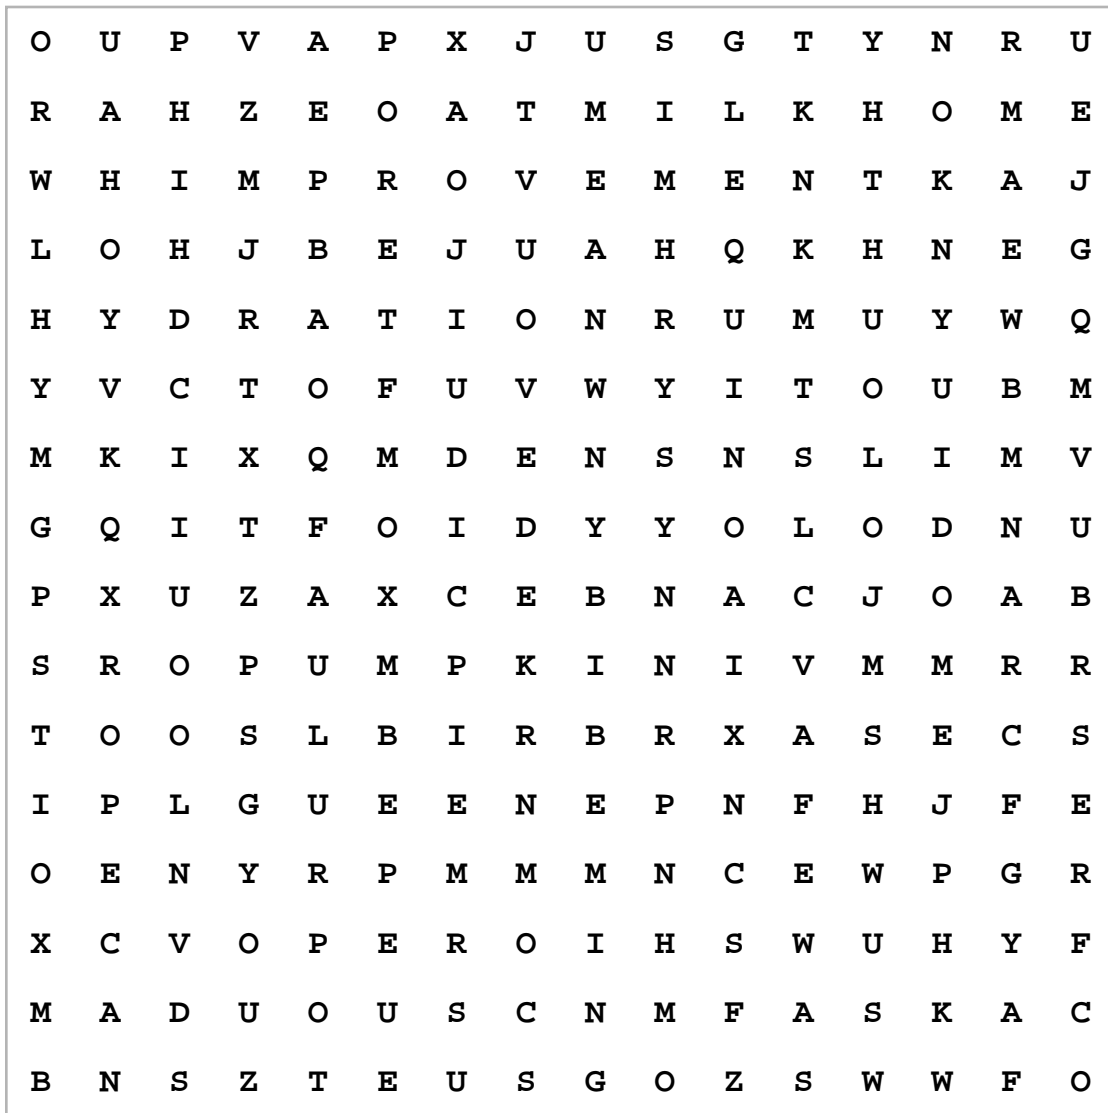 O U P V A P X J U S G T Y N R U
R A H Z E O A T M I L K H O M E
W H I M P R O V E M E N T K A J
L O H J B E J U A H Q K H N E G
H Y D R A T I O N R U M U Y W Q
Y V C T O F U V W Y I T O U B M
M K I X Q M D E N S N S L I M V
G Q I T F O I D Y Y O L O D N U
P X U Z A X C E B N A C J O A B
S R O P U M P K I N I V M M R R
T O O S L B I R B R X A S E C S
I P L G U E E N E P N F H J F E
O E N Y R P M M M N C E W P G R
X C V O P E R O I H S W U H Y F
M A D U O U S C N M F A S K A C
B N S Z T E U S G O Z S W W F O